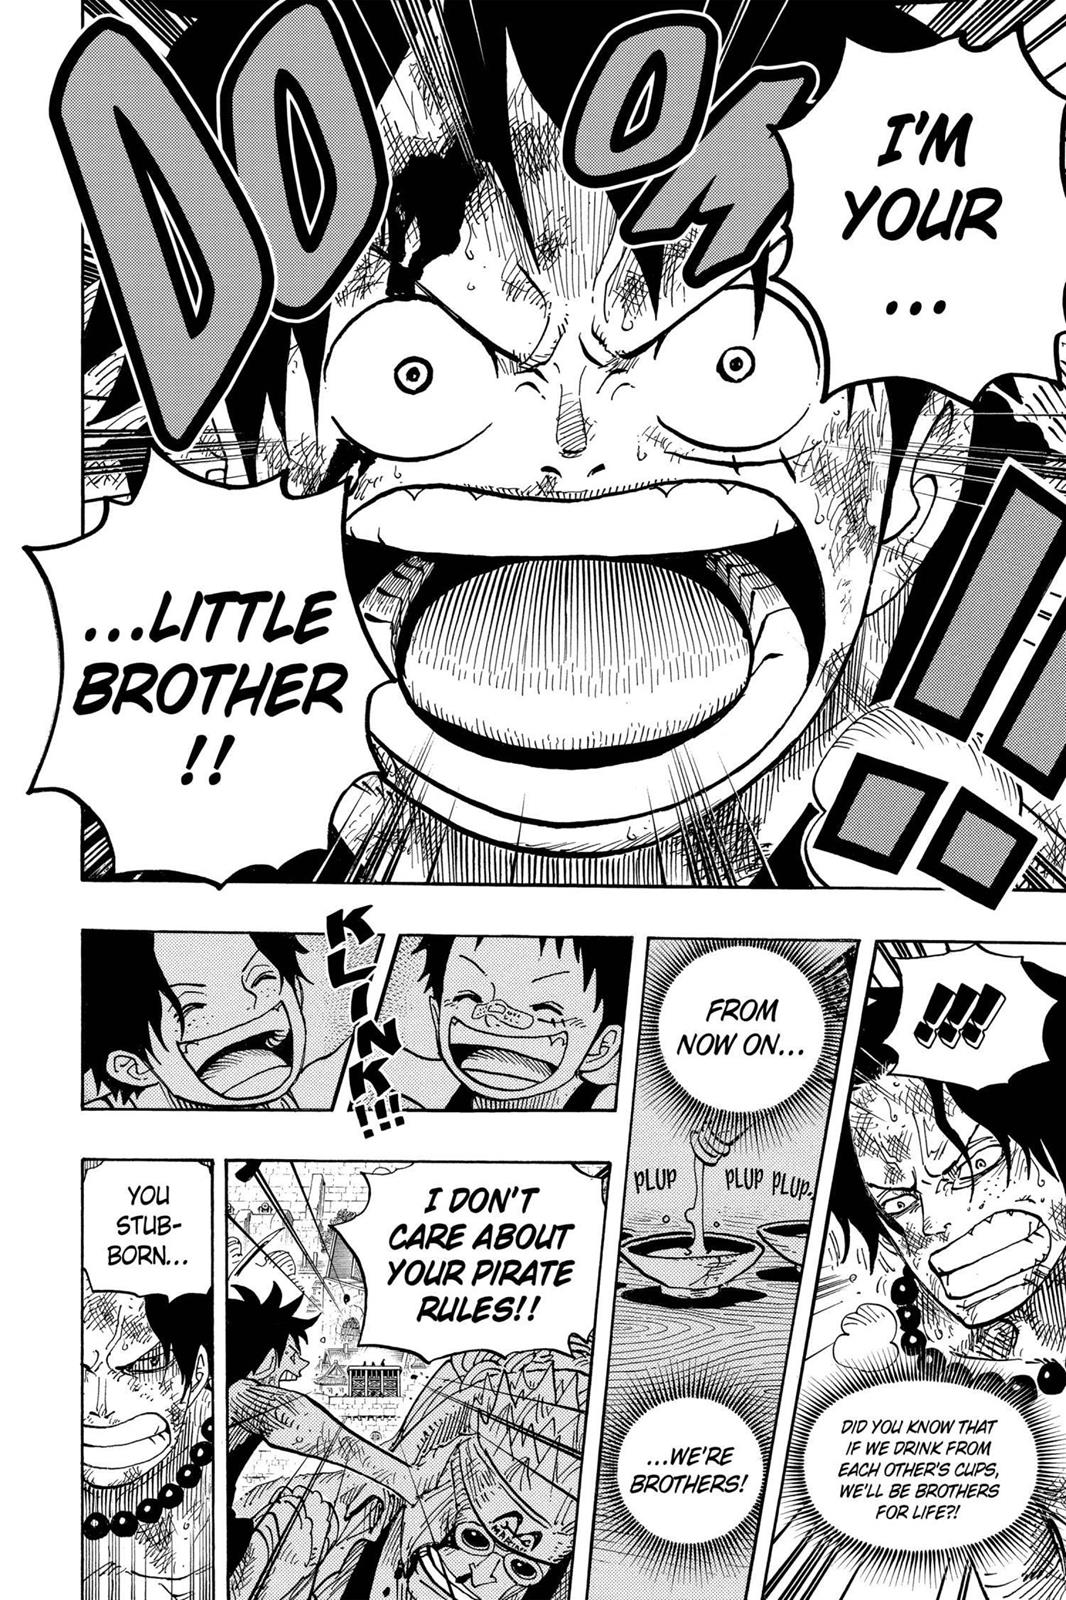 DOOM
!!
I'M
YOUR
...
...LITTLE
BROTHER
!!
!!!
DID YOU KNOW THAT
IF WE DRINK FROM
EACH OTHER'S CUPS,
WE'LL BE BROTHERS
FOR LIFE?!
FROM
NOW ON...
PLUP
PLUP PLUP..
...WE'RE
BROTHERS!
KLINK!!!
I DON'T
CARE ABOUT
YOUR PIRATE
RULES!!
YOU
STUB-
BORN...